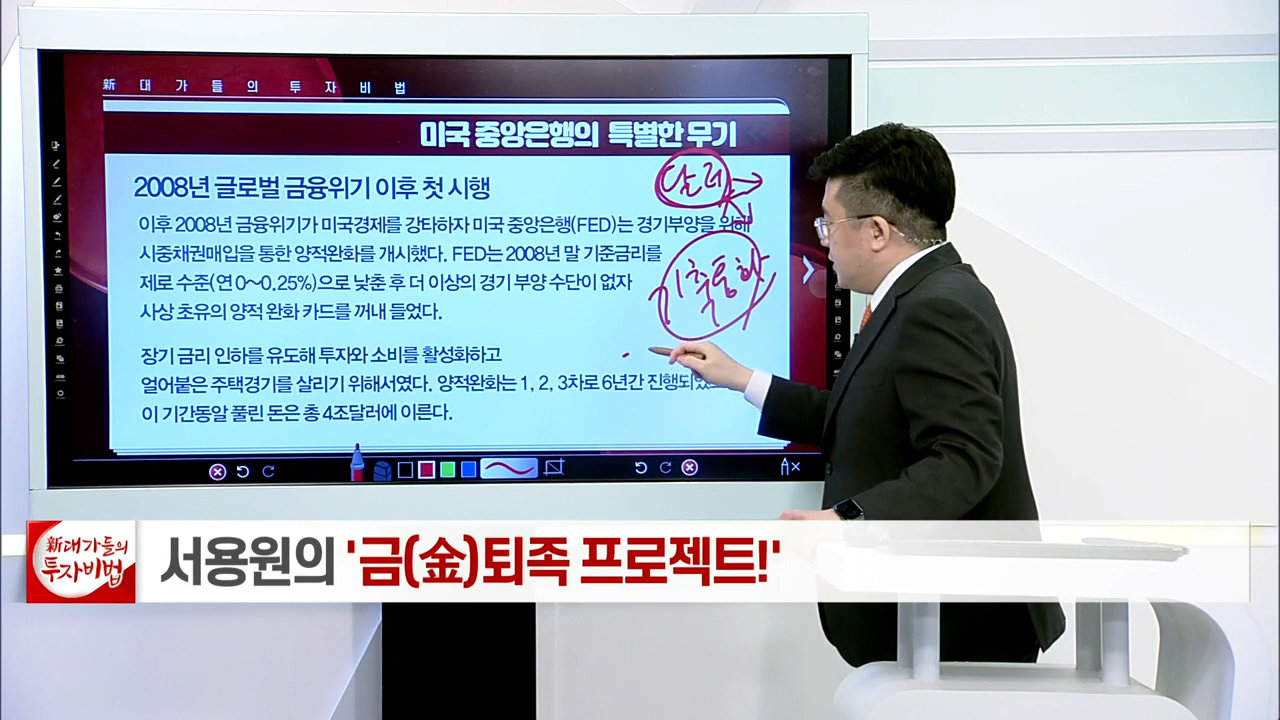 新 대 가 들 의 투 자 비 법
미국 중앙은행의 특별한 무기
2008년 글로벌 금융위기 이후 첫 시행
이후 2008년 금융위기가 미국경제를 강타하자 미국 중앙은행(FED)는 경기부양을 위해
시중채권매입을 통한 양적완화를 개시했다. FED는 2008년 말 기준금리를
제로 수준(연 0~0.25%)으로 낮춘 후 더 이상의 경기 부양 수단이 없자
사상 초유의 양적 완화 카드를 꺼내 들었다.
장기 금리 인하를 유도해 투자와 소비를 활성화하고
얼어붙은 주택경기를 살리기 위해서였다. 양적완화는 1, 2, 3차로 6년간 진행되었
이 기간동알 풀린 돈은 총 4조달러에 이른다.
달러
기축통화
A×
新대가들의
투자비법
서용원의 '금(金)퇴족 프로젝트!'